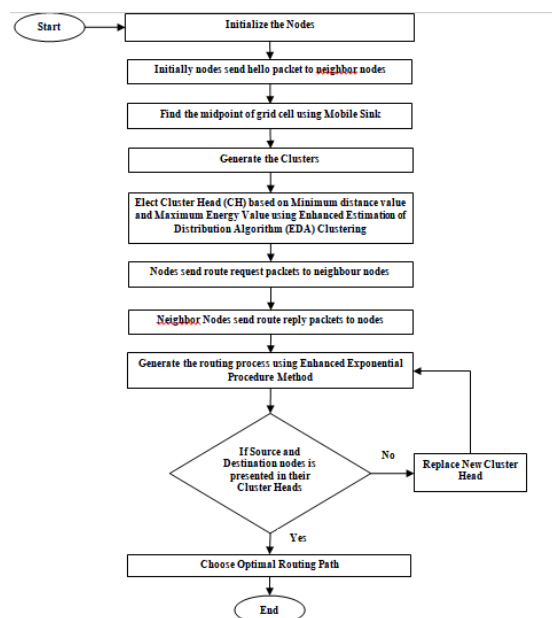 Start
Initialize the Nodes
Initially nodes send hello packet to neighbor nodes
Find the midpoint of grid cell using Mobile Sink
Generate the Clusters
Elect Cluster Head (CH) based on Minimum distance value
and Maximum Energy Value using Enhanced Estimation of
Distribution Algorithm (EDA) Clustering
Nodes send route request packets to neighbour nodes
Neighbor Nodes send route reply packets to nodes
Generate the routing process using Enhanced Exponential
Procedure Method
If Source and
Destination nodes is
presented in their
Cluster Heads
No
Replace New Cluster
Head
Yes
Choose Optimal Routing Path
End